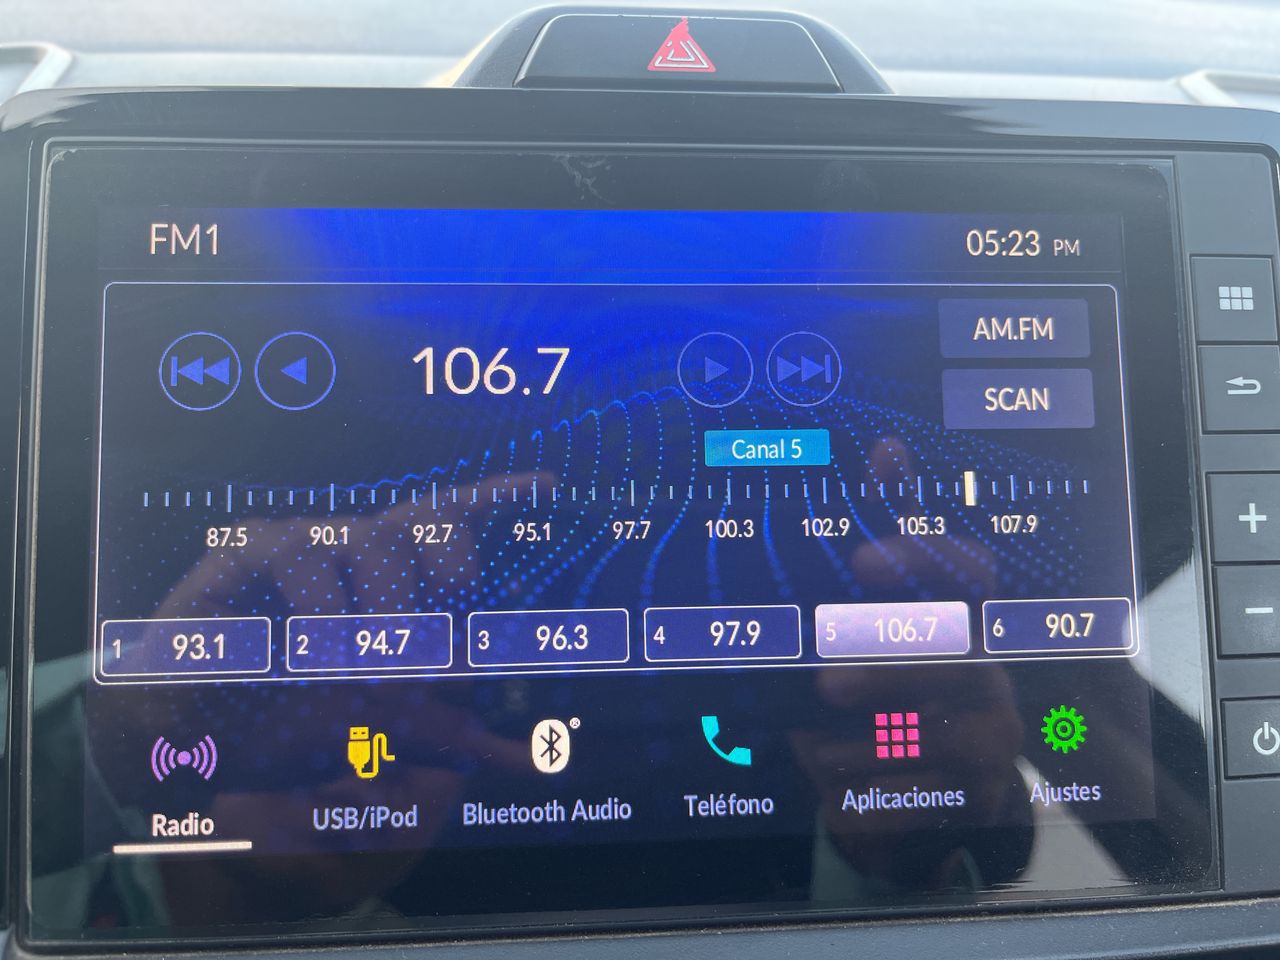 FM1
05:23 PM
106.7
AM.FM
SCAN
Canal 5
87.5 90.1 92.7 95.1 97.7 100.3 102.9 105.3 107.9
1 93.1 2 94.7 3 96.3 4 97.9 5 106.7 6 90.7
Radio USB/iPod Bluetooth Audio Teléfono Aplicaciones Ajustes